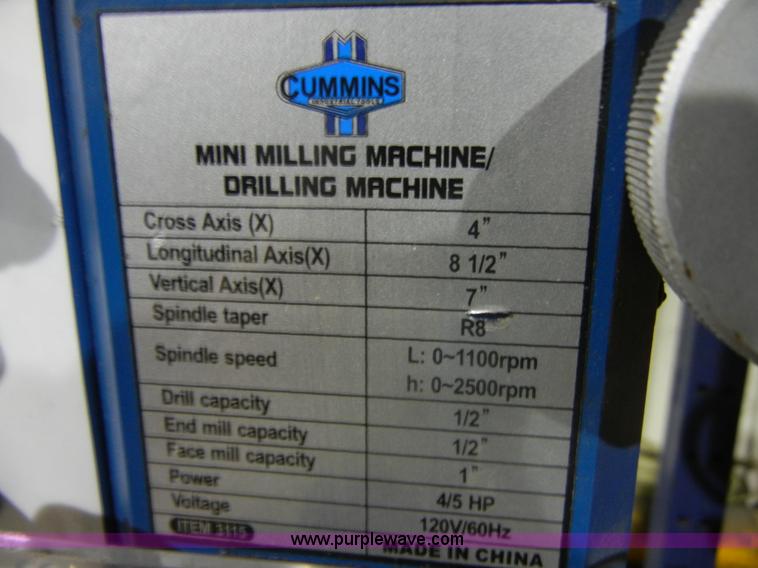 CUMMINS
INDUSTRIAL TOOLS
MINI MILLING MACHINE/
DRILLING MACHINE
Cross Axis (X) 4"
Longitudinal Axis(X) 8 1/2"
Vertical Axis(X) 7"
Spindle taper R8
Spindle speed L: 0~1100rpm
h: 0~2500rpm
Drill capacity 1/2"
End mill capacity 1/2"
Face mill capacity 1"
Power 4/5 HP
Voltage 120V/60Hz
ITEM 3115 MADE IN CHINA
www.purplewave.com